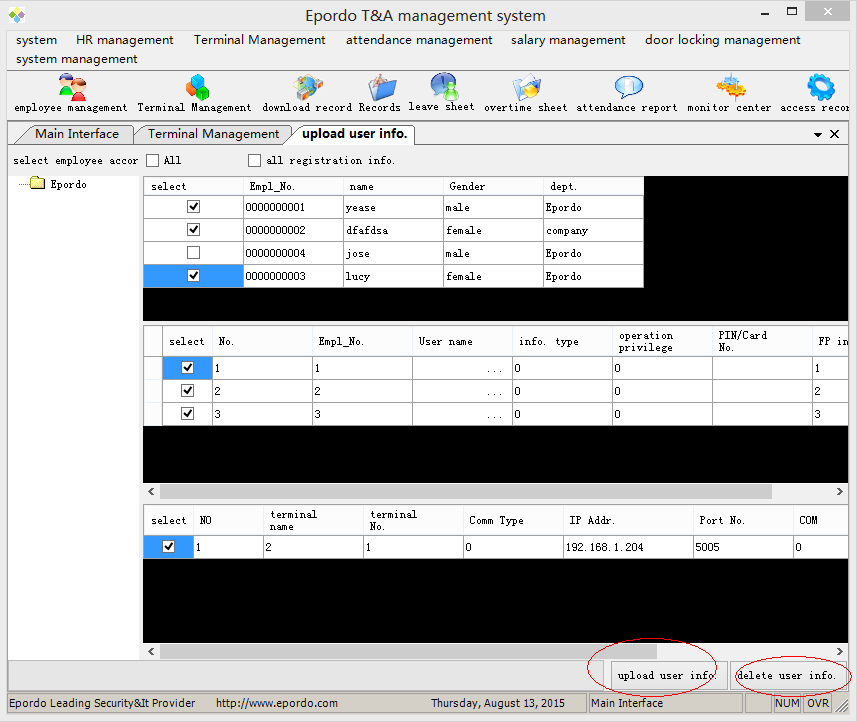 Epordo T&A management system
system HR management Terminal Management attendance management salary management door locking management
system management
employee management Terminal Management download record Records leave sheet overtime sheet attendance report monitor center access recor
Main Interface Terminal Management upload user info.
select employee accor All all registration info.
Epordo
select Empl_No. name Gender dept.
0000000001 yease male Epordo
0000000002 dfafdsa female company
0000000004 jose male Epordo
0000000003 lucy female Epordo
select No. Empl_No. User name info. type operation privilege PIN/Card No. FP in
1 1 ... 0 0 1
2 2 ... 0 0 2
3 3 ... 0 0 3
select NO terminal name terminal No. Comm Type IP Addr. Port No. COM
1 2 1 0 192.168.1.204 5005 0
upload user info. delete user info.
Epordo Leading Security&It Provider http://www.epordo.com Thursday, August 13, 2015 Main Interface NUM OVR